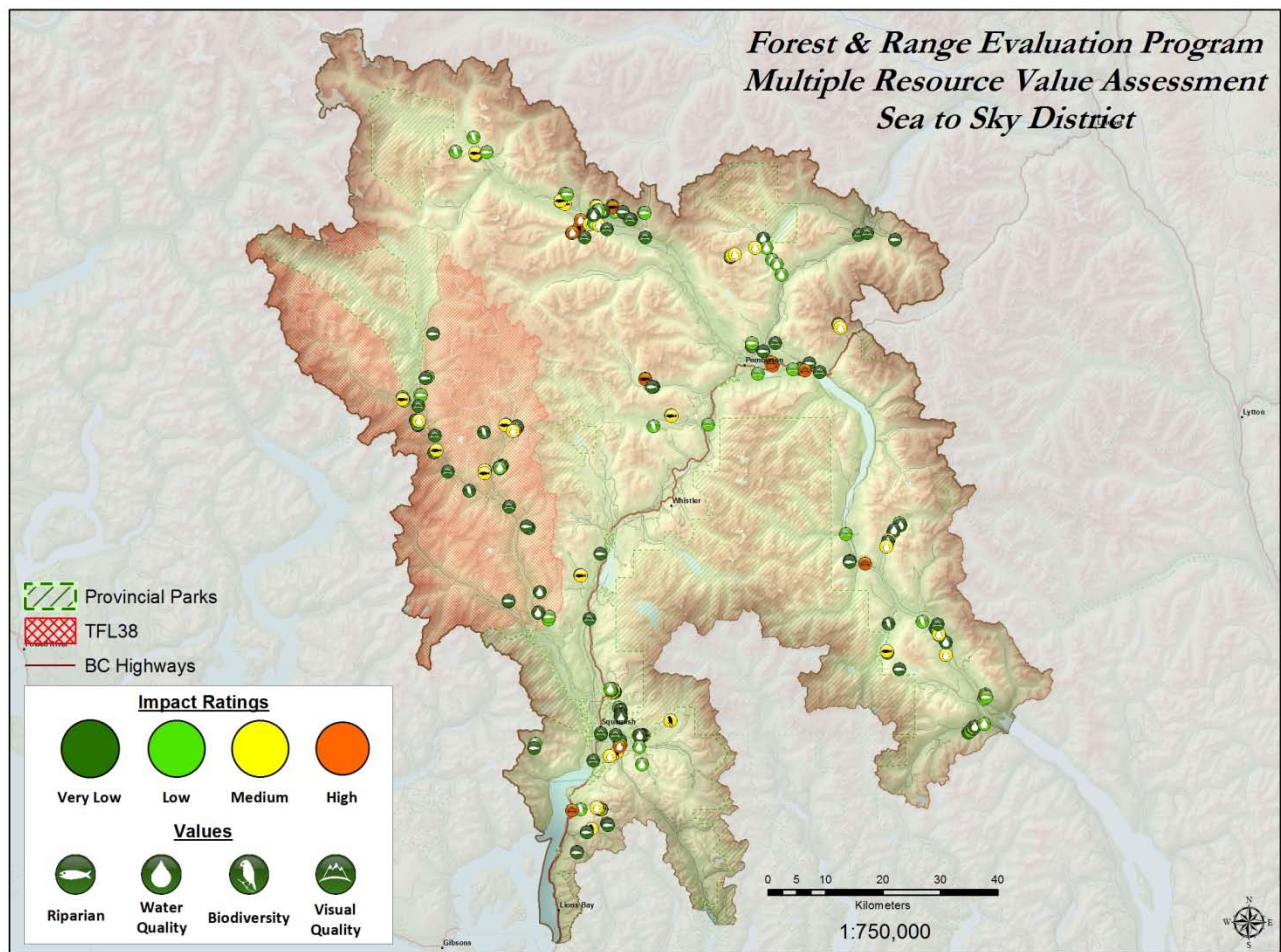 Forest & Range Evaluation Program
Multiple Resource Value Assessment
Sea to Sky District
Pemberton
Lytton
Whistler
Provincial Parks
TFL38
BC Highways
Squamish
Impact Ratings
Very Low
Low
Medium
High
Values
Riparian
Water
Quality
Biodiversity
Visual
Quality
Lions Bay
Gibsons
0 5 10 20 30 40
Kilometers
1:750,000
N
W E
S